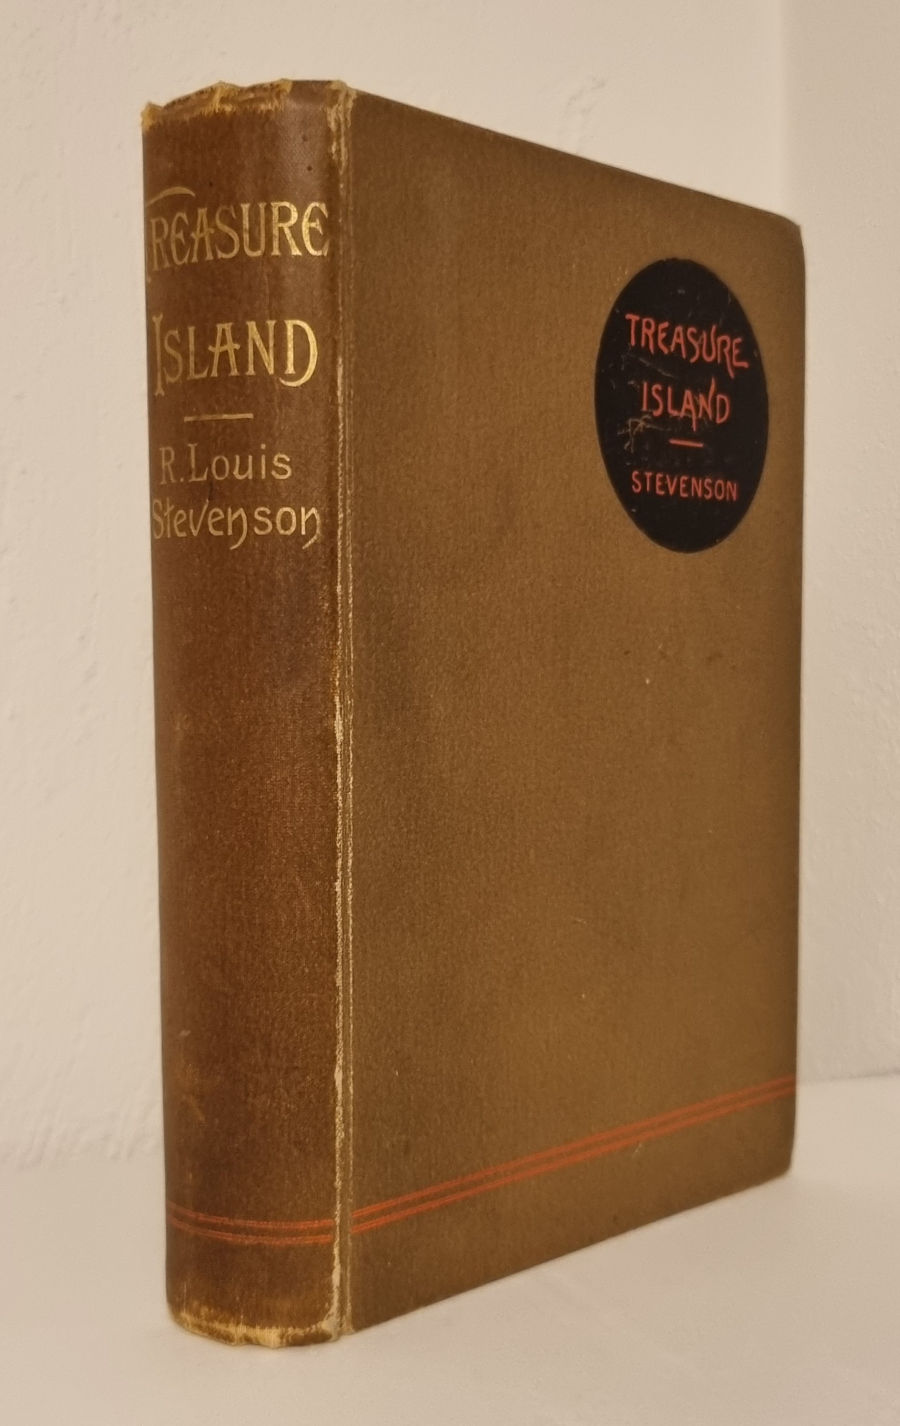 TREASURE
ISLAND
R. Louis
Stevenson
TREASURE
ISLAND
STEVENSON